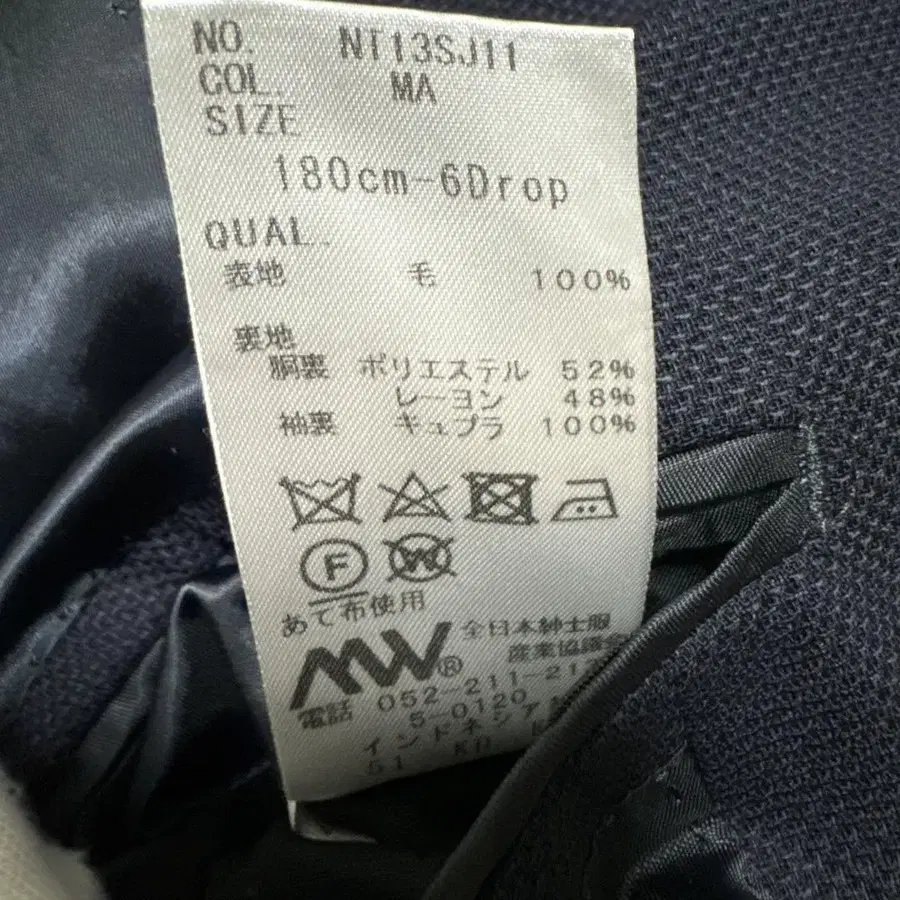 NO. NT13SJ11
COL. MA
SIZE
180cm-6Drop
QUAL.
表地 毛 100%
裏地
胴裏 ポリエステル 52%
レーヨン 48%
袖裏 キュプラ 100%
F
W
あて布使用
MW® 全日本紳士服
産業協議会
電話 052-211-21
5-0120
インドネシア
51